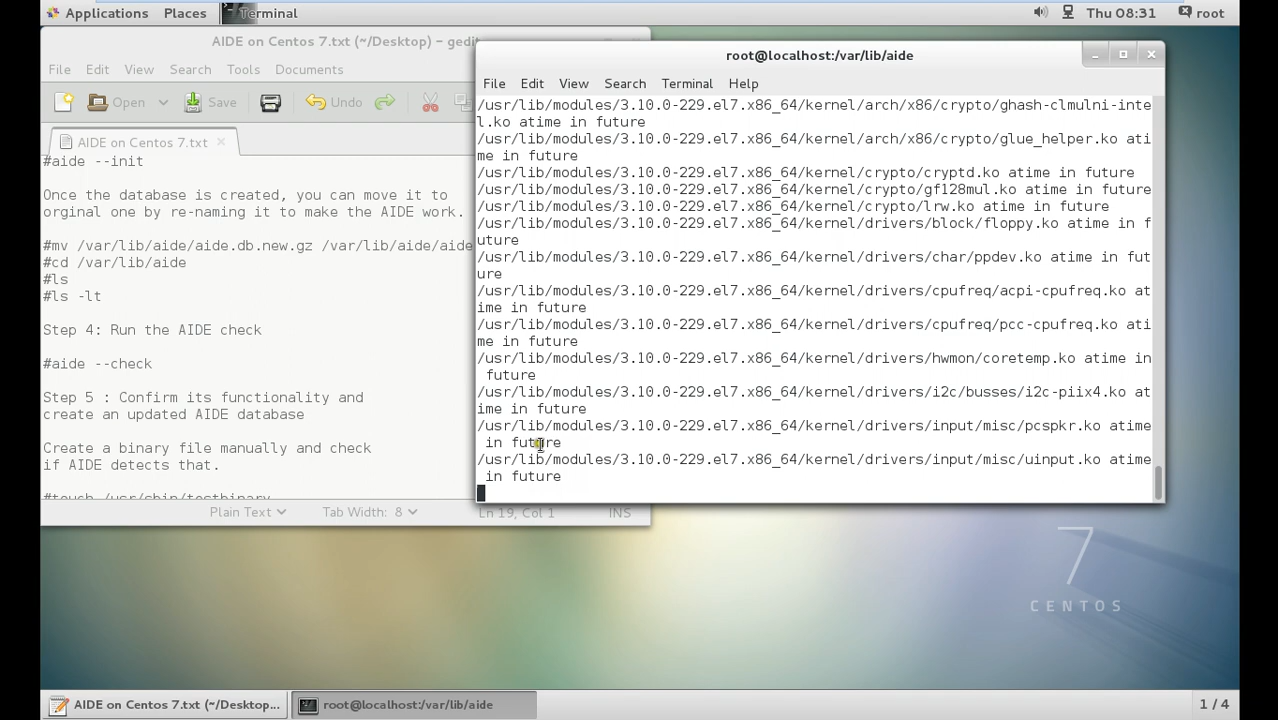 Applications Places Terminal Thu 08:31 root
AIDE on Centos 7.txt (~/Desktop) – gedit
File Edit View Search Tools Documents
Open Save Undo
AIDE on Centos 7.txt
#aide --init
Once the database is created, you can move it to
orginal one by re-naming it to make the AIDE work.
#mv /var/lib/aide/aide.db.new.gz /var/lib/aide/aide
#cd /var/lib/aide
#ls
#ls -lt
Step 4: Run the AIDE check
#aide --check
Step 5 : Confirm its functionality and
create an updated AIDE database
Create a binary file manually and check
if AIDE detects that.
#touch /usr/sbin/testbinary
Plain Text Tab Width: 8 Ln 19, Col 1 INS
root@localhost:/var/lib/aide
File Edit View Search Terminal Help
/usr/lib/modules/3.10.0-229.el7.x86_64/kernel/arch/x86/crypto/ghash-clmulni-inte
l.ko atime in future
/usr/lib/modules/3.10.0-229.el7.x86_64/kernel/arch/x86/crypto/glue_helper.ko ati
me in future
/usr/lib/modules/3.10.0-229.el7.x86_64/kernel/crypto/cryptd.ko atime in future
/usr/lib/modules/3.10.0-229.el7.x86_64/kernel/crypto/gf128mul.ko atime in future
/usr/lib/modules/3.10.0-229.el7.x86_64/kernel/crypto/lrw.ko atime in future
/usr/lib/modules/3.10.0-229.el7.x86_64/kernel/drivers/block/floppy.ko atime in f
uture
/usr/lib/modules/3.10.0-229.el7.x86_64/kernel/drivers/char/ppdev.ko atime in fut
ure
/usr/lib/modules/3.10.0-229.el7.x86_64/kernel/drivers/cpufreq/acpi-cpufreq.ko at
ime in future
/usr/lib/modules/3.10.0-229.el7.x86_64/kernel/drivers/cpufreq/pcc-cpufreq.ko ati
me in future
/usr/lib/modules/3.10.0-229.el7.x86_64/kernel/drivers/hwmon/coretemp.ko atime in
future
/usr/lib/modules/3.10.0-229.el7.x86_64/kernel/drivers/i2c/busses/i2c-piix4.ko at
ime in future
/usr/lib/modules/3.10.0-229.el7.x86_64/kernel/drivers/input/misc/pcspkr.ko atime
in future
/usr/lib/modules/3.10.0-229.el7.x86_64/kernel/drivers/input/misc/uinput.ko atime
in future
7
CENTOS
AIDE on Centos 7.txt (~/Desktop... root@localhost:/var/lib/aide 1 / 4